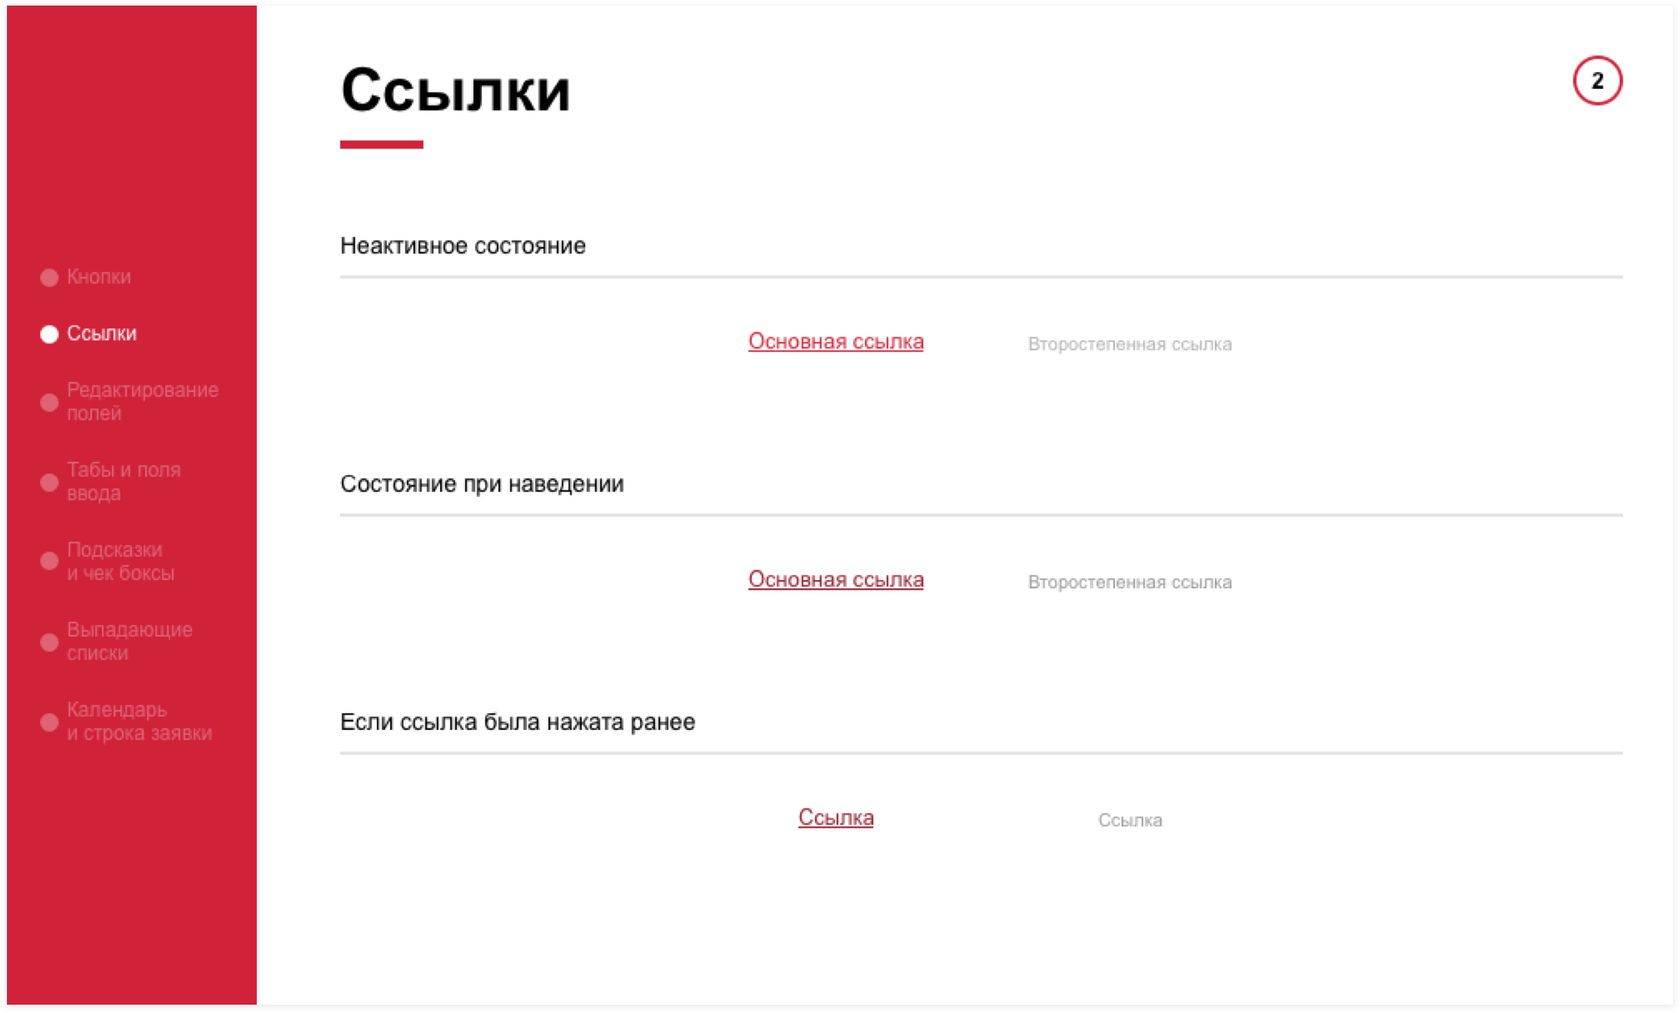 Ссылки
2
Кнопки
Ссылки
Редактирование
полей
Табы и поля
ввода
Подсказки
и чек боксы
Выпадающие
списки
Календарь
и строка заявки
Неактивное состояние
Основная ссылка Второстепенная ссылка
Состояние при наведении
Основная ссылка Второстепенная ссылка
Если ссылка была нажата ранее
Ссылка Ссылка